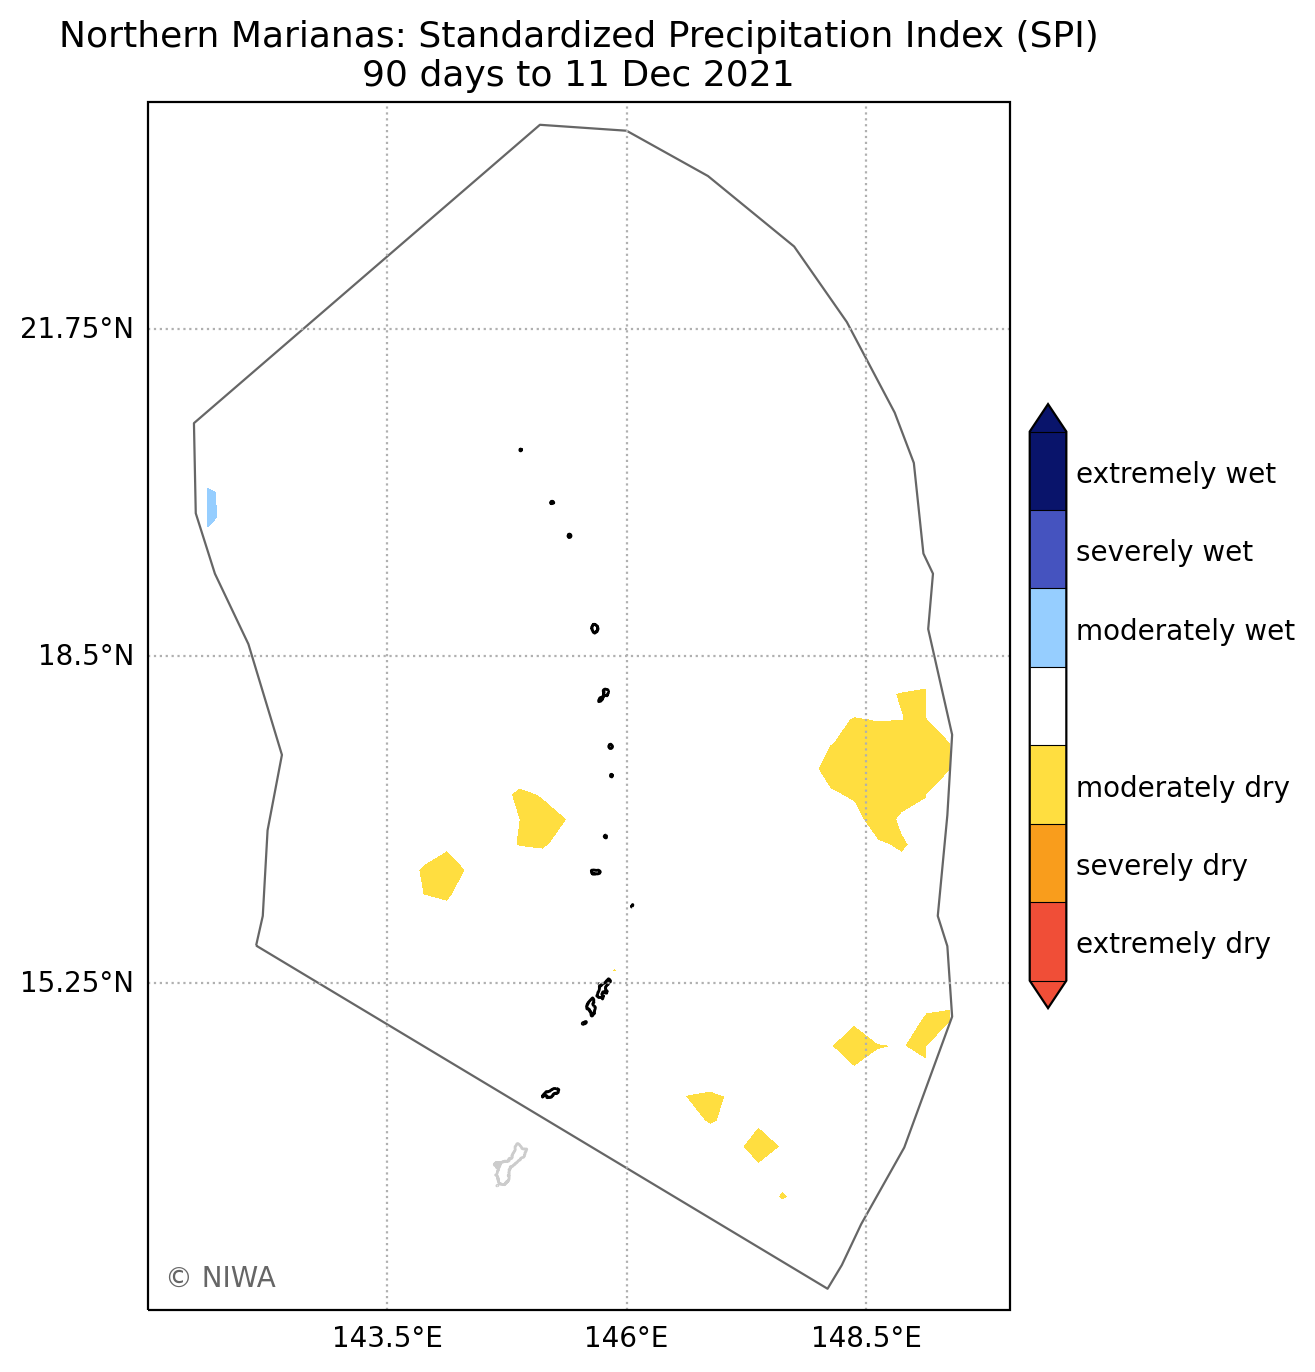 Northern Marianas: Standardized Precipitation Index (SPI)
90 days to 11 Dec 2021
21.75°N
18.5°N
15.25°N
143.5°E
146°E
148.5°E
extremely wet
severely wet
moderately wet
moderately dry
severely dry
extremely dry
© NIWA